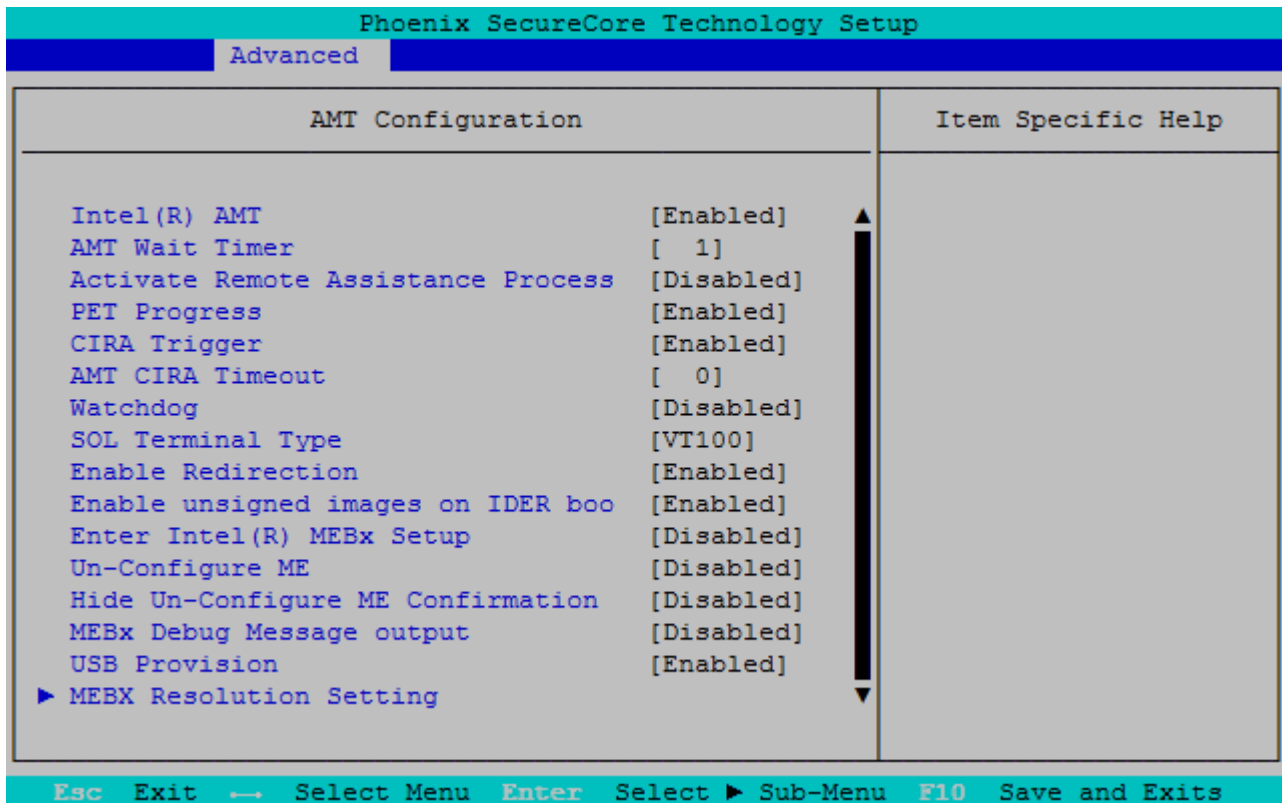 Phoenix SecureCore Technology Setup
Advanced
AMT Configuration
Item Specific Help
Intel(R) AMT [Enabled]
AMT Wait Timer [ 1]
Activate Remote Assistance Process [Disabled]
PET Progress [Enabled]
CIRA Trigger [Enabled]
AMT CIRA Timeout [ 0]
Watchdog [Disabled]
SOL Terminal Type [VT100]
Enable Redirection [Enabled]
Enable unsigned images on IDER boo [Enabled]
Enter Intel(R) MEBx Setup [Disabled]
Un-Configure ME [Disabled]
Hide Un-Configure ME Confirmation [Disabled]
MEBx Debug Message output [Disabled]
USB Provision [Enabled]
► MEBX Resolution Setting
Esc Exit ↔ Select Menu Enter Select ► Sub-Menu F10 Save and Exits